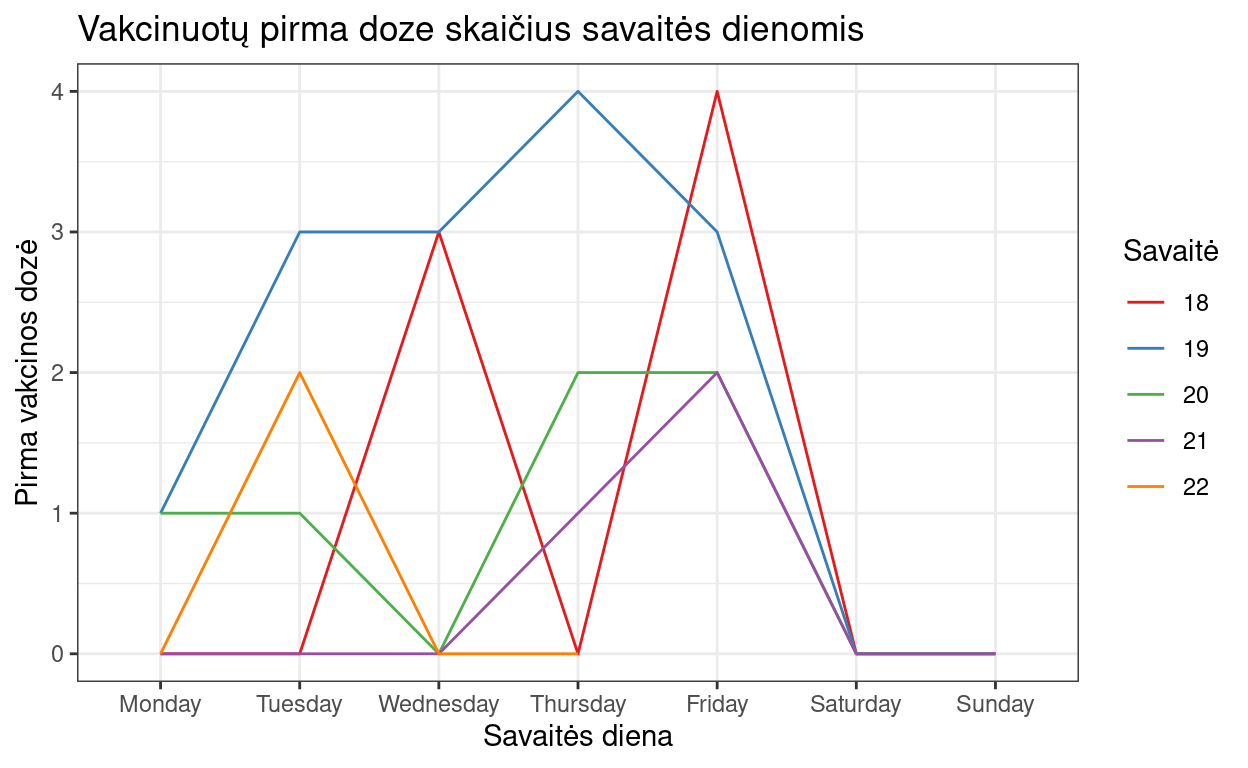 Vakcinuotų pirma doze skaičius savaitės dienomis
Pirma vakcinos dozė
4
3
2
1
0
Monday Tuesday Wednesday Thursday Friday Saturday Sunday
Savaitės diena
Savaitė
18
19
20
21
22